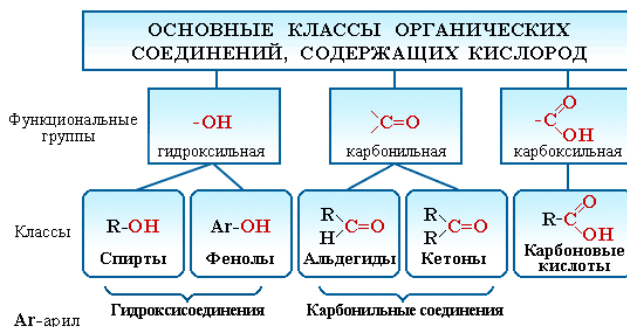 ОСНОВНЫЕ КЛАССЫ ОРГАНИЧЕСКИХ
СОЕДИНЕНИЙ, СОДЕРЖАЩИХ КИСЛОРОД
Функциональные
группы
-OH
гидроксильная
C=O
карбонильная
-C
O
OH
карбоксильная
Классы
R-OH
Спирты
Ar-OH
Фенолы
R
H
C=O
Альдегиды
R
R
C=O
Кетоны
R-C
O
OH
Карбоновые
кислоты
Гидроксисоединения
Карбонильные соединения
Ar-арил